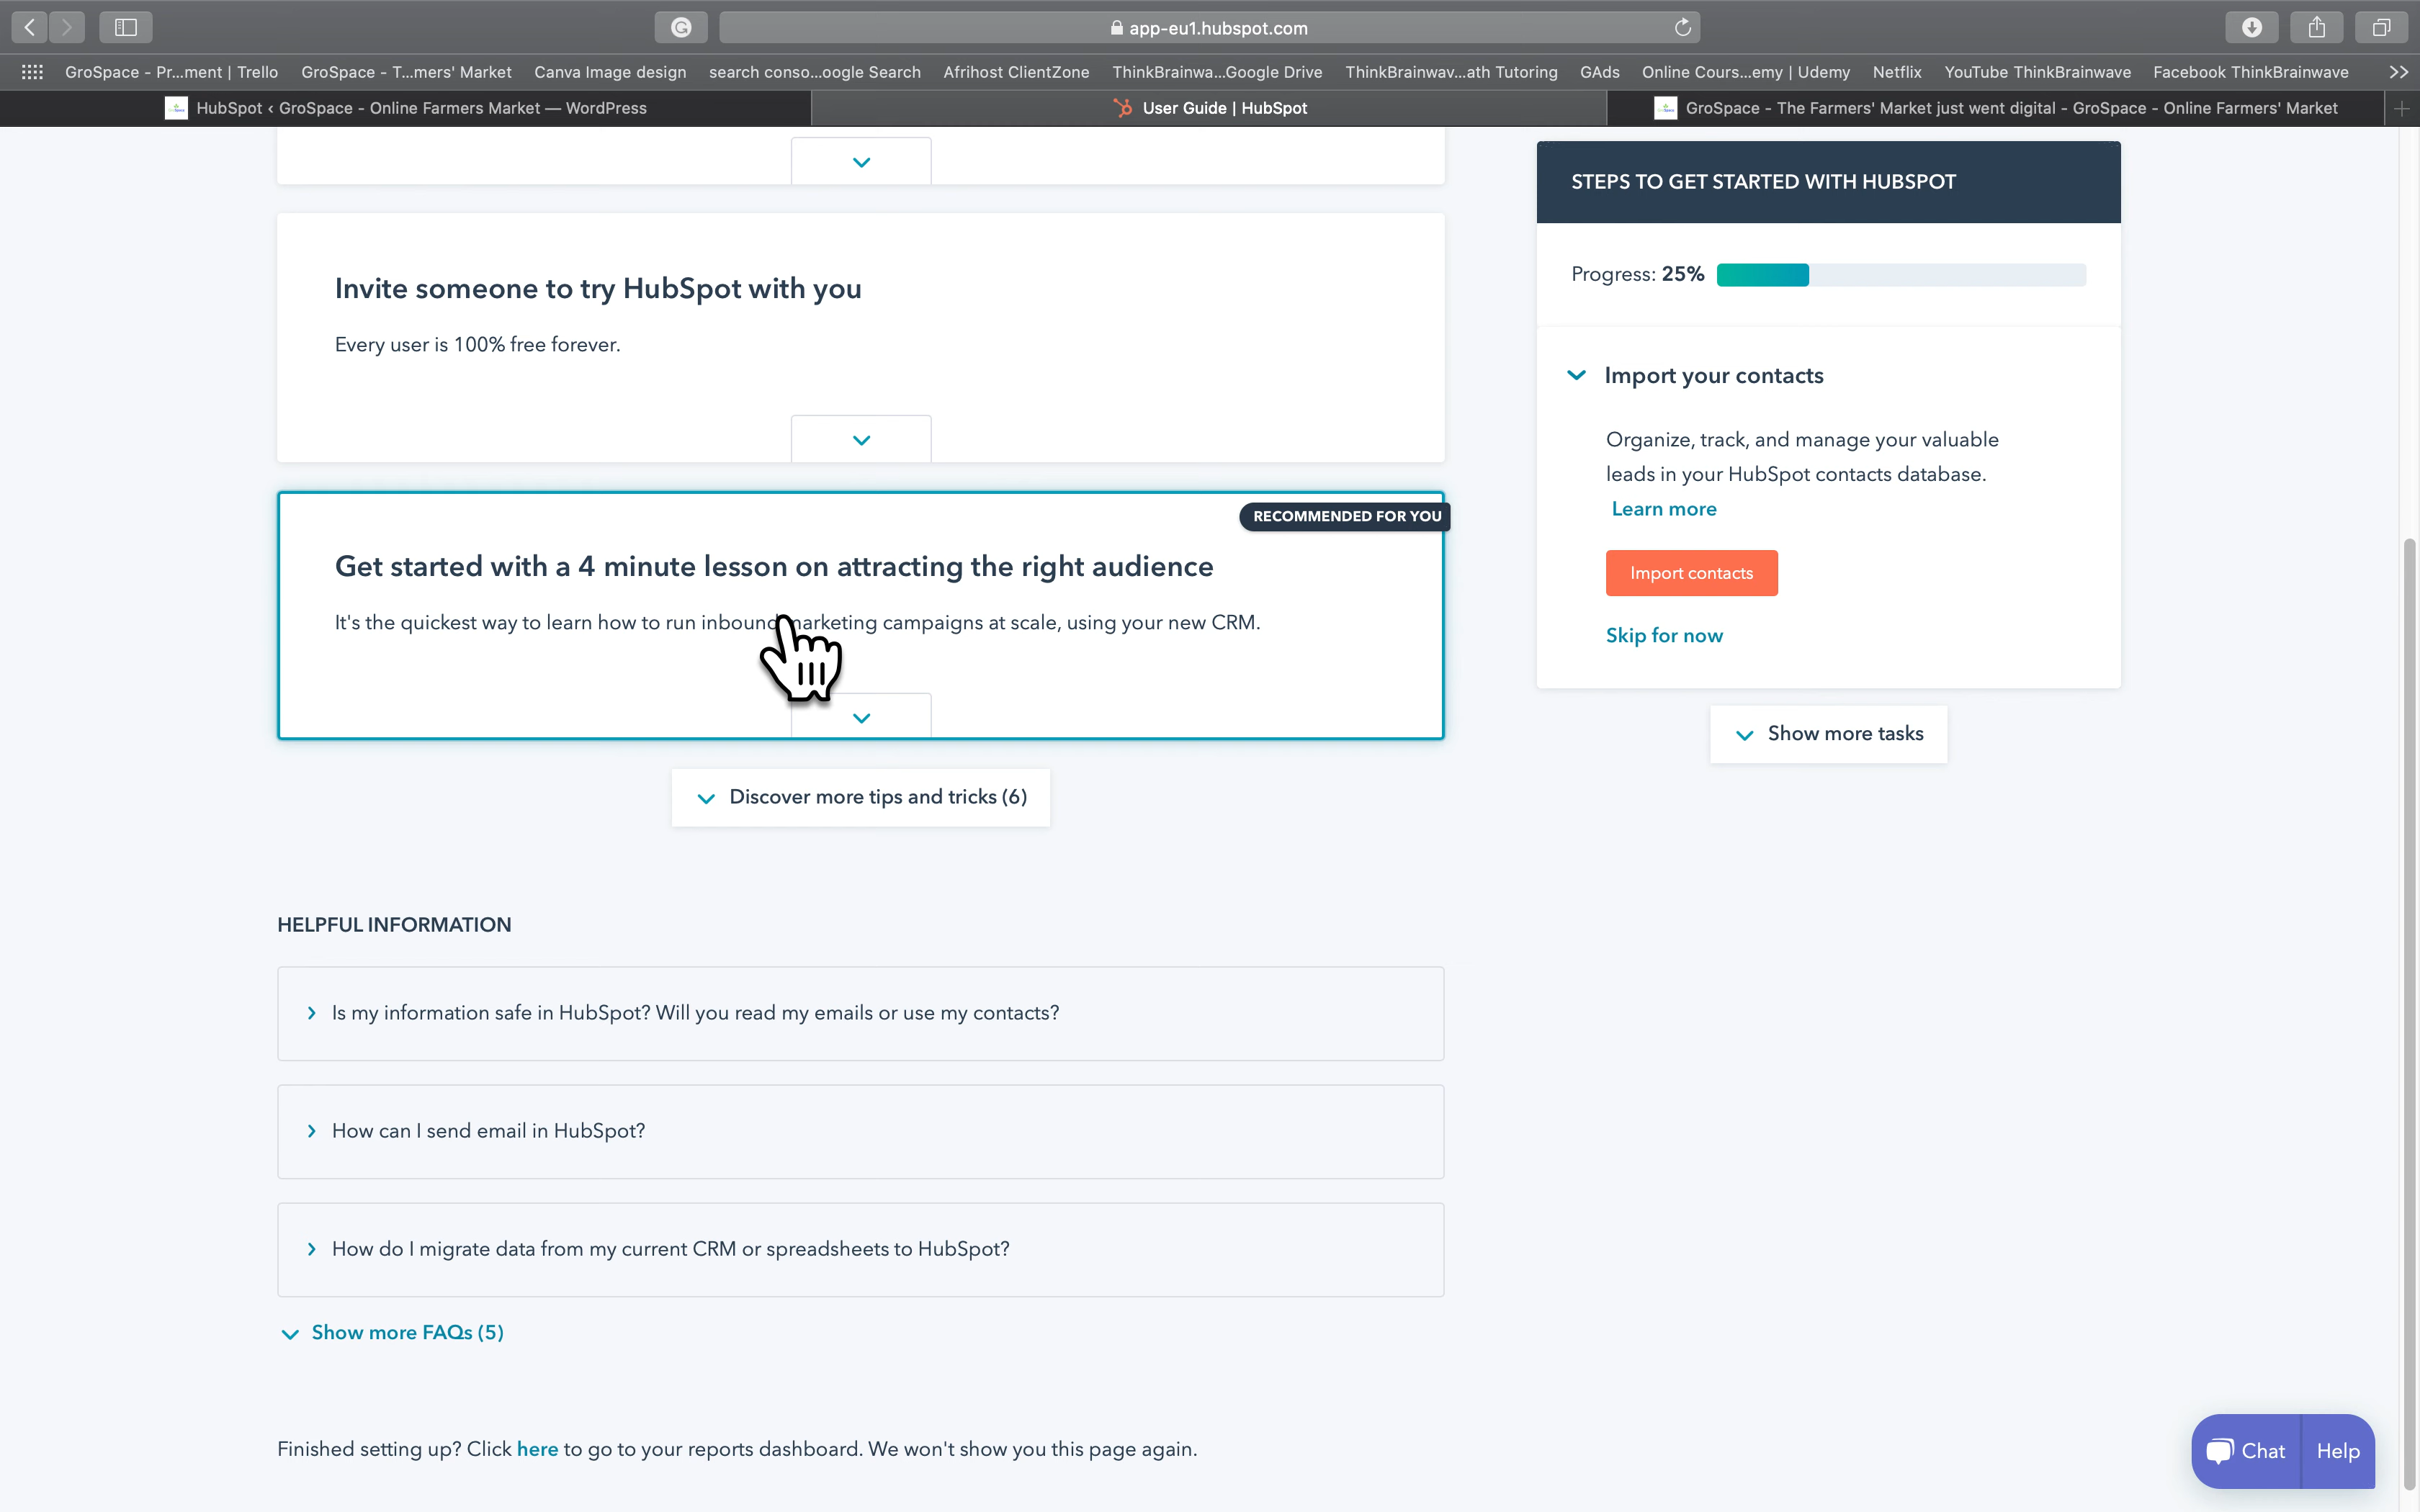 app-eu1.hubspot.com
GroSpace - Pr...ment | Trello
GroSpace - T...mers' Market
Canva Image design
search conso...oogle Search
Afrihost ClientZone
ThinkBrainwa...Google Drive
ThinkBrainwav...ath Tutoring
GAds
Online Cours...emy | Udemy
Netflix
YouTube ThinkBrainwave
Facebook ThinkBrainwave
HubSpot ‹ GroSpace - Online Farmers Market — WordPress
User Guide | HubSpot
GroSpace - The Farmers' Market just went digital - GroSpace - Online Farmers' Market
Invite someone to try HubSpot with you
Every user is 100% free forever.
RECOMMENDED FOR YOU
Get started with a 4 minute lesson on attracting the right audience
It's the quickest way to learn how to run inbound marketing campaigns at scale, using your new CRM.
Discover more tips and tricks (6)
HELPFUL INFORMATION
Is my information safe in HubSpot? Will you read my emails or use my contacts?
How can I send email in HubSpot?
How do I migrate data from my current CRM or spreadsheets to HubSpot?
Show more FAQs (5)
Finished setting up? Click here to go to your reports dashboard. We won't show you this page again.
STEPS TO GET STARTED WITH HUBSPOT
Progress: 25%
Import your contacts
Organize, track, and manage your valuable
leads in your HubSpot contacts database.
Learn more
Import contacts
Skip for now
Show more tasks
Chat
Help